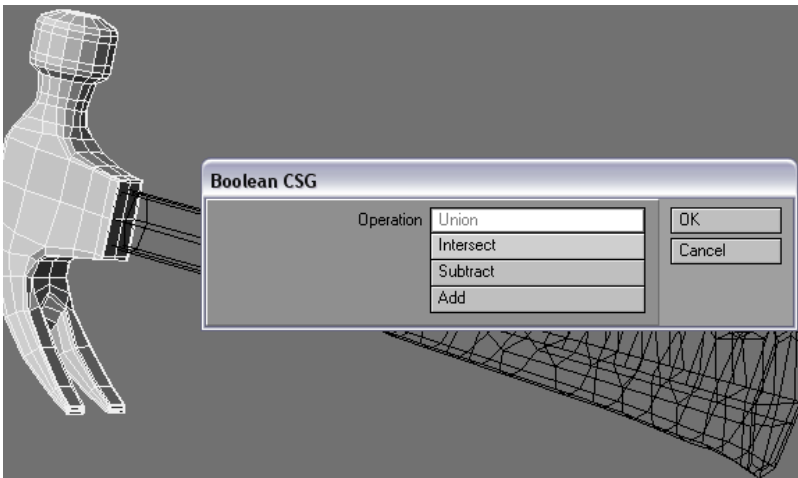 Boolean CSG
Operation Union OK
Intersect Cancel
Subtract
Add